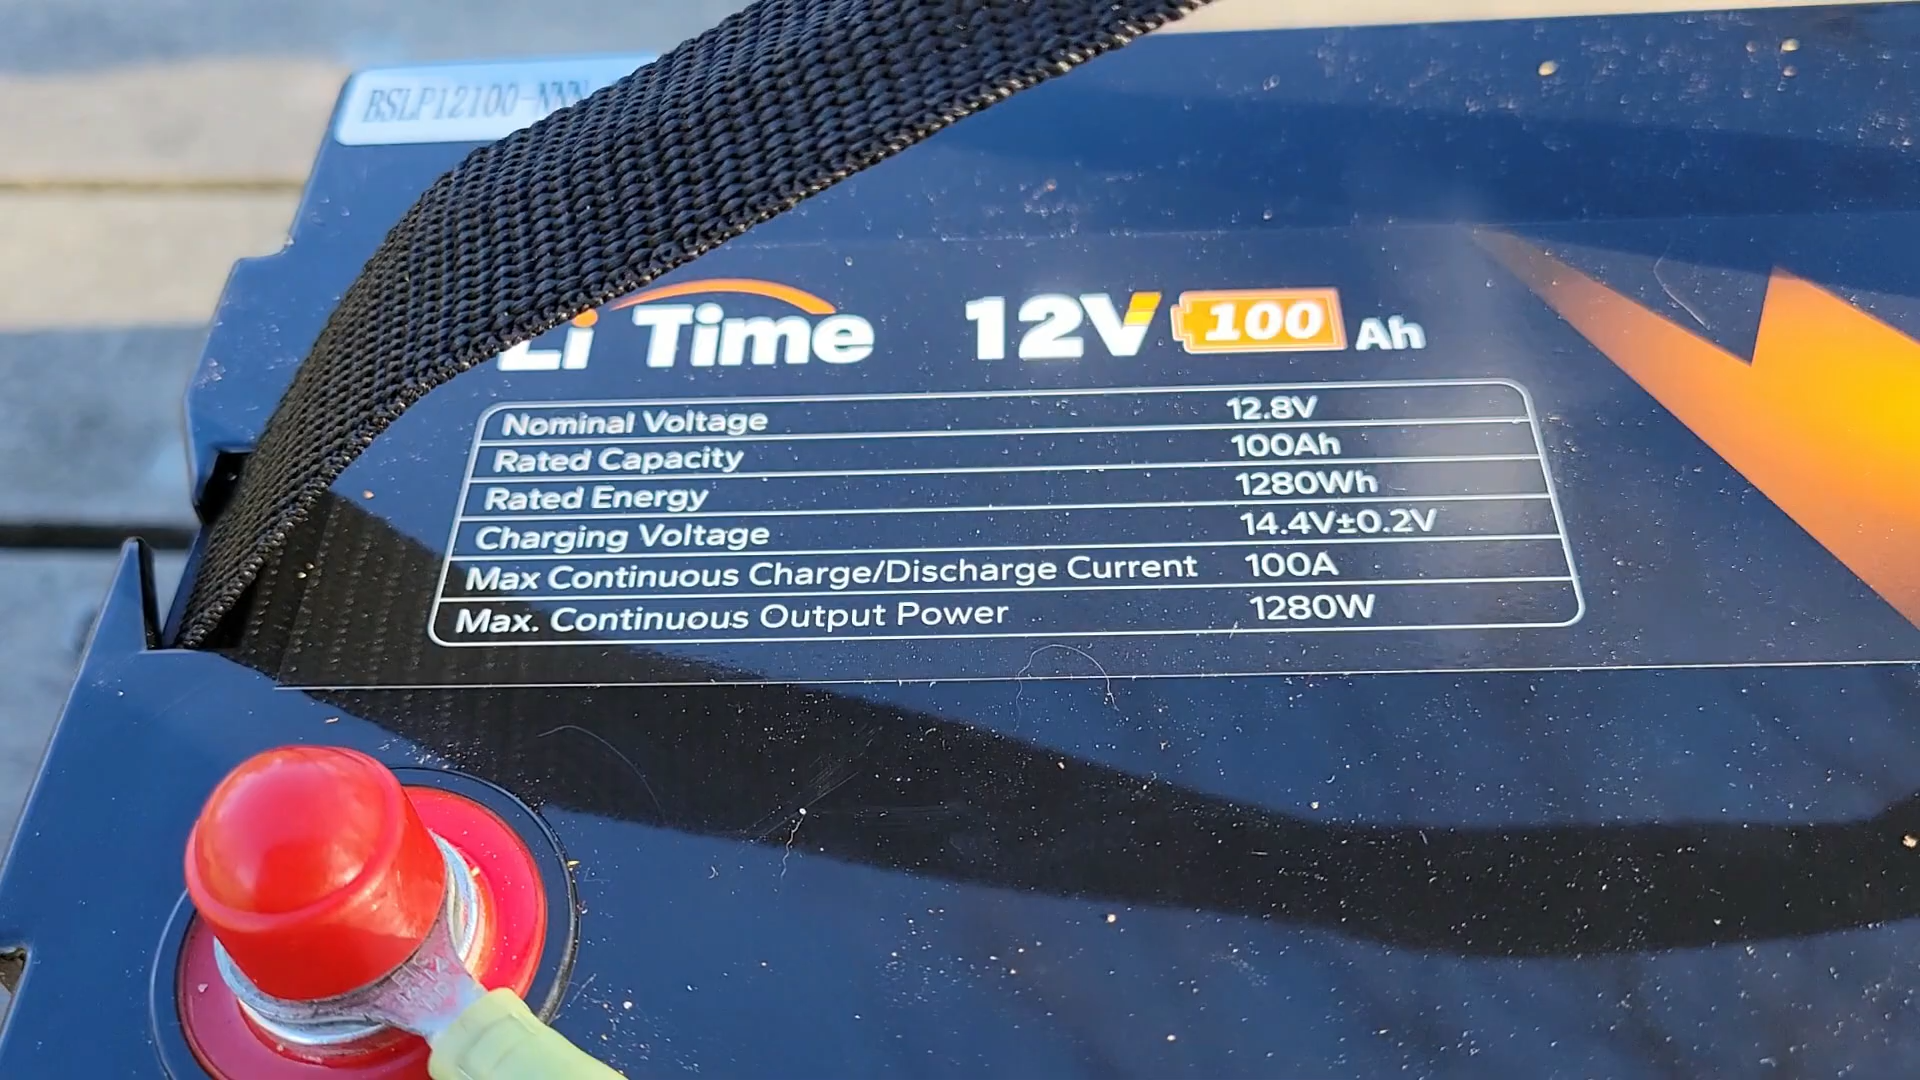 BSLP12100-NNN
Li Time 12V 100 Ah
Nominal Voltage 12.8V
Rated Capacity 100Ah
Rated Energy 1280Wh
Charging Voltage 14.4V±0.2V
Max Continuous Charge/Discharge Current 100A
Max. Continuous Output Power 1280W